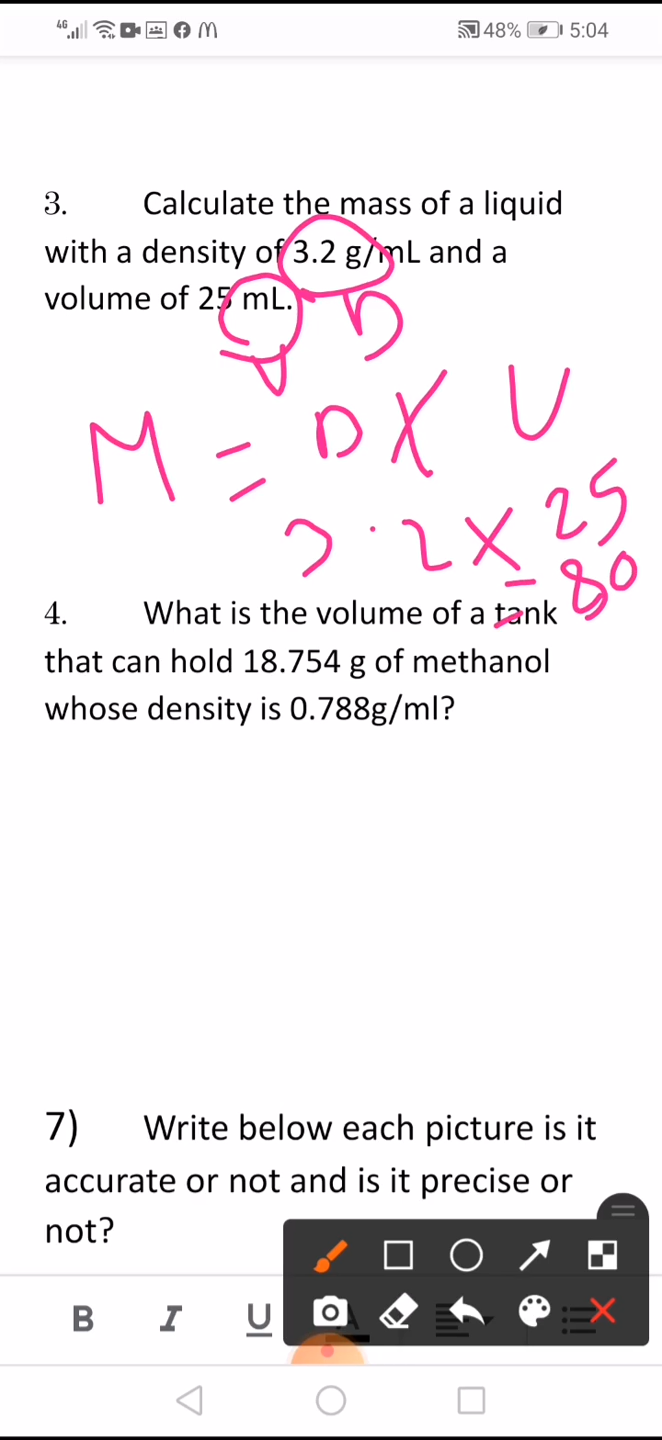 4G 48% 5:04
3. Calculate the mass of a liquid
with a density of 3.2 g/mL and a
volume of 25 mL.
V D
M = D X V
3.2 X 25
= 80
4. What is the volume of a tank
that can hold 18.754 g of methanol
whose density is 0.788g/ml?
7) Write below each picture is it
accurate or not and is it precise or
not?
B I U A